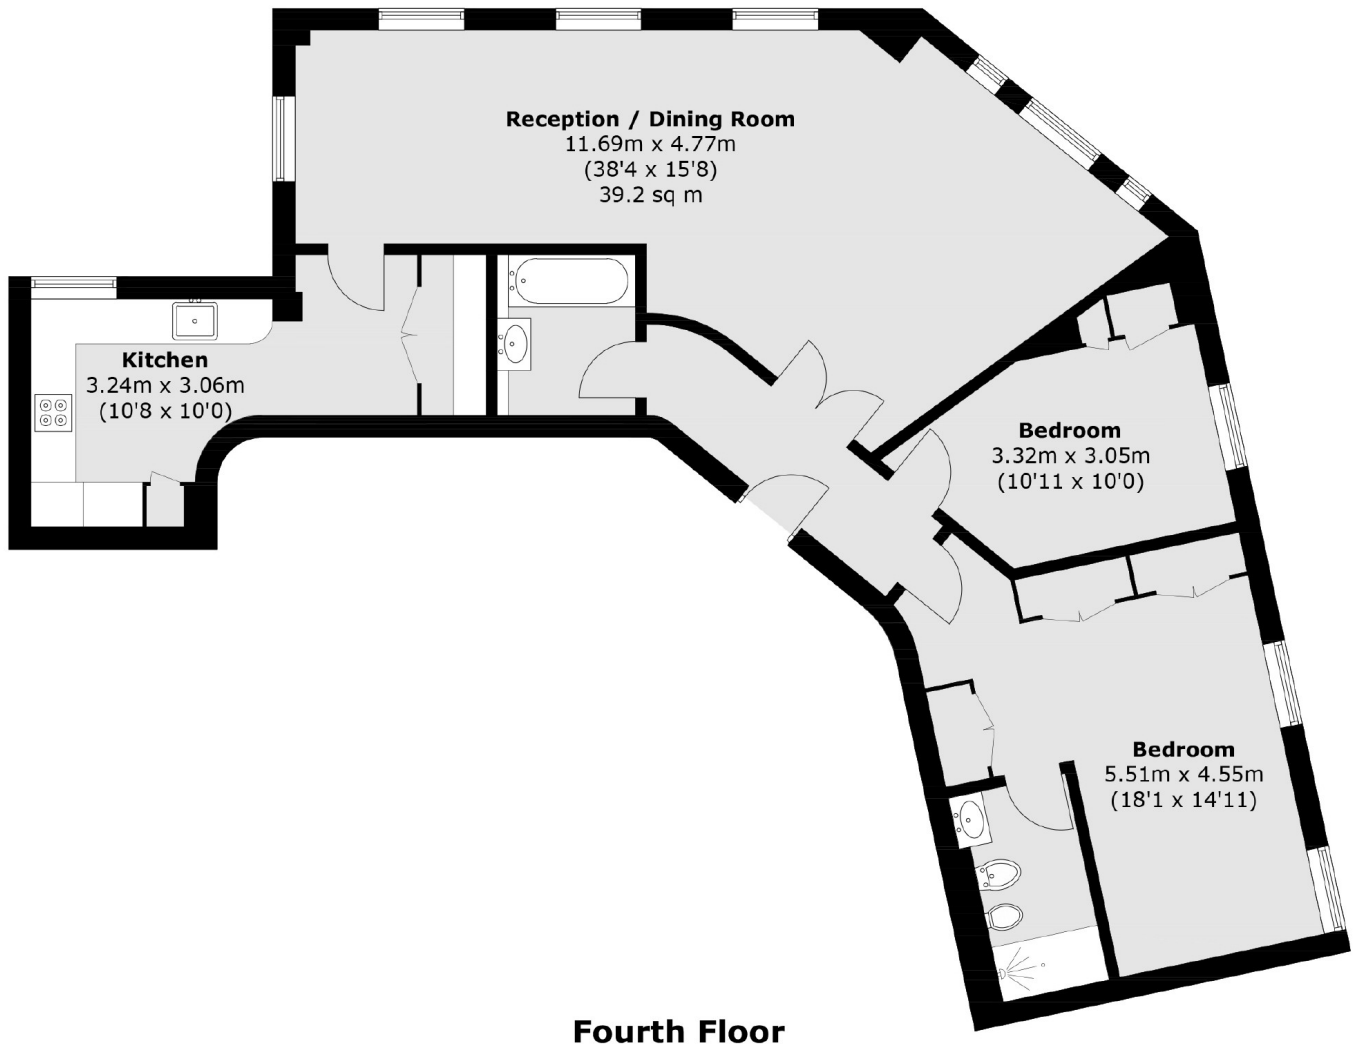 Reception / Dining Room
11.69m x 4.77m
(38'4 x 15'8)
39.2 sq m
Kitchen
3.24m x 3.06m
(10'8 x 10'0)
Bedroom
3.32m x 3.05m
(10'11 x 10'0)
Bedroom
5.51m x 4.55m
(18'1 x 14'11)
Fourth Floor